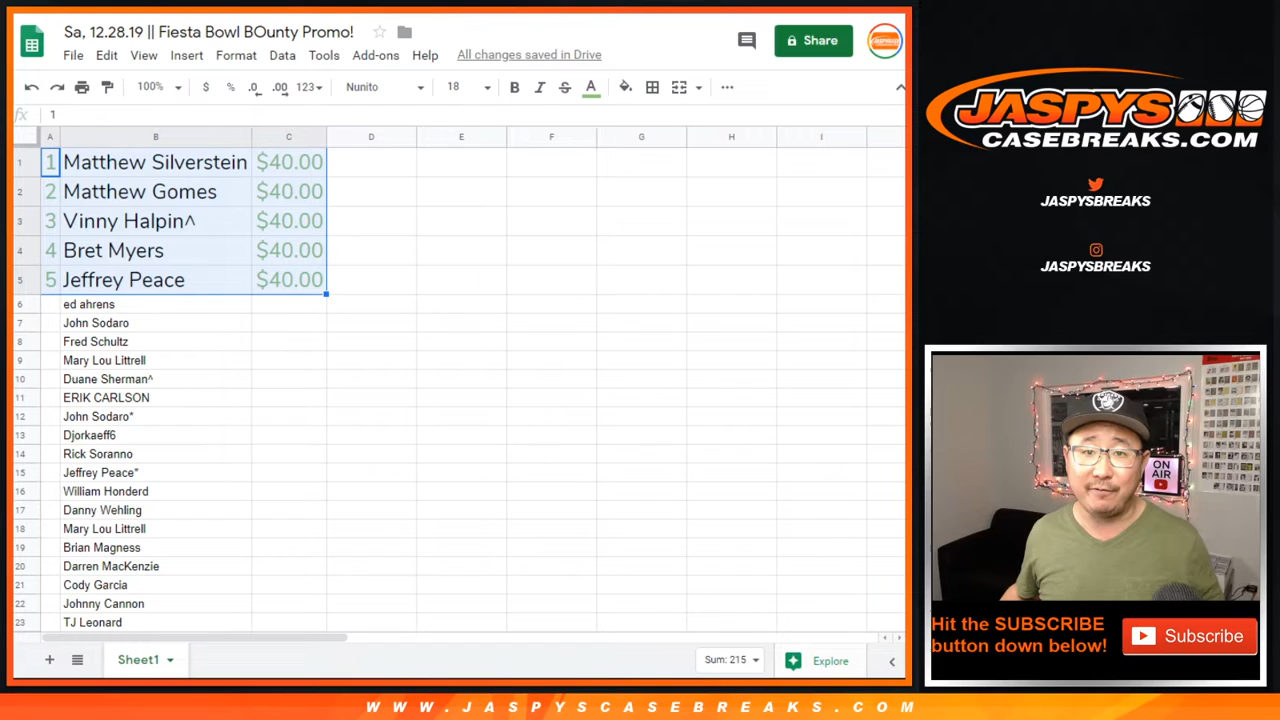 Sa, 12.28.19 || Fiesta Bowl BOunty Promo!
File Edit View Insert Format Data Tools Add-ons Help All changes saved in Drive
Share
100% $ % .0 .00 123 Nunito 18 B I S A
fx 1
A B C D E F G H I
1 1 Matthew Silverstein $40.00
2 2 Matthew Gomes $40.00
3 3 Vinny Halpin^ $40.00
4 4 Bret Myers $40.00
5 5 Jeffrey Peace $40.00
6 ed ahrens
7 John Sodaro
8 Fred Schultz
9 Mary Lou Littrell
10 Duane Sherman^
11 ERIK CARLSON
12 John Sodaro*
13 Djorkaeff6
14 Rick Soranno
15 Jeffrey Peace*
16 William Honderd
17 Danny Wehling
18 Mary Lou Littrell
19 Brian Magness
20 Darren MacKenzie
21 Cody Garcia
22 Johnny Cannon
23 TJ Leonard
Sheet1 Sum: 215 Explore
JASPYS
CASEBREAKS.COM
JASPYSBREAKS
JASPYSBREAKS
ON
AIR
Hit the SUBSCRIBE
button down below!
Subscribe
WWW.JASPYSCASEBREAKS.COM